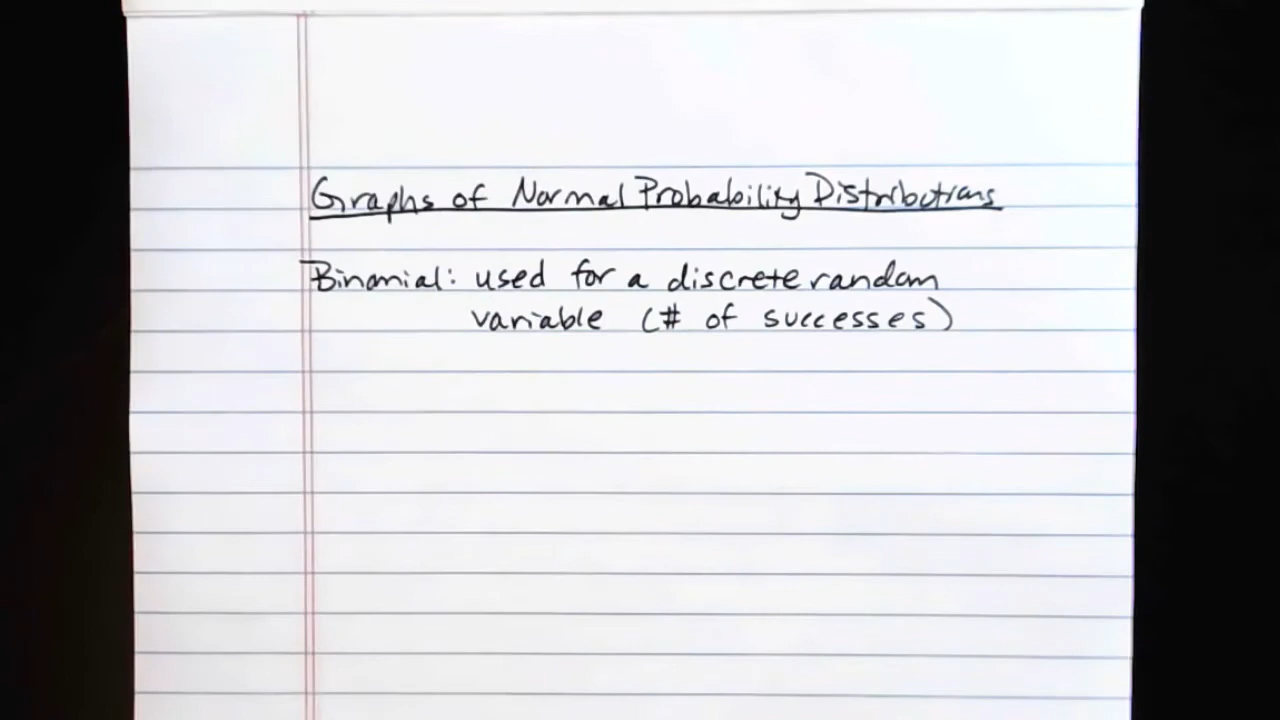 Graphs of Normal Probability Distributions
Binomial: used for a discrete random
variable (# of successes)